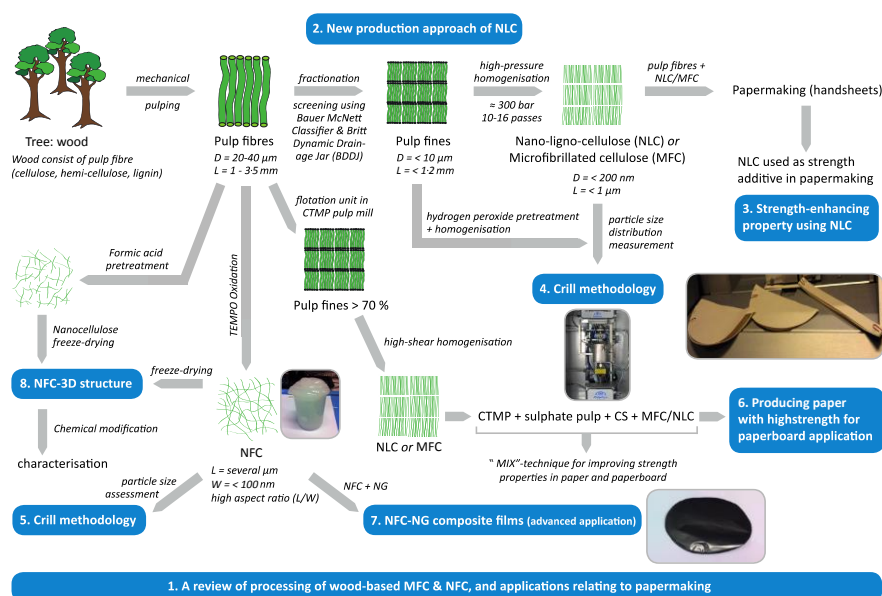 2. New production approach of NLC
mechanical
pulping
fractionation
screening using
Bauer McNett
Classifier & Britt
Dynamic Drain-
age Jar (BDDJ)
high-pressure
homogenisation
≈ 300 bar
10-16 passes
pulp fibres +
NLC/MFC
Papermaking (handsheets)
Tree: wood
Wood consist of pulp fibre
(cellulose, hemi-cellulose, lignin)
Pulp fibres
D = 20-40 µm
L = 1 - 3·5 mm
Pulp fines
D = < 10 µm
L = < 1·2 mm
Nano-ligno-cellulose (NLC) or
Microfibrillated cellulose (MFC)
D = < 200 nm
L = < 1 µm
NLC used as strength
additive in papermaking
3. Strength-enhancing
property using NLC
flotation unit in
CTMP pulp mill
hydrogen peroxide pretreatment
+ homogenisation
particle size
distribution
measurement
Formic acid
pretreatment
TEMPO Oxidation
Pulp fines > 70 %
4. Crill methodology
Nanocellulose
freeze-drying
high-shear homogenisation
8. NFC-3D structure
freeze-drying
6. Producing paper
with highstrength for
paperboard application
CTMP + sulphate pulp + CS + MFC/NLC
Chemical modification
NFC
NLC or MFC
characterisation
L = several µm
W = < 100 nm
high aspect ratio (L/W)
“ MIX”-technique for improving strength
properties in paper and paperboard
particle size
assessment
NFC + NG
5. Crill methodology
7. NFC-NG composite films (advanced application)
1. A review of processing of wood-based MFC & NFC, and applications relating to papermaking